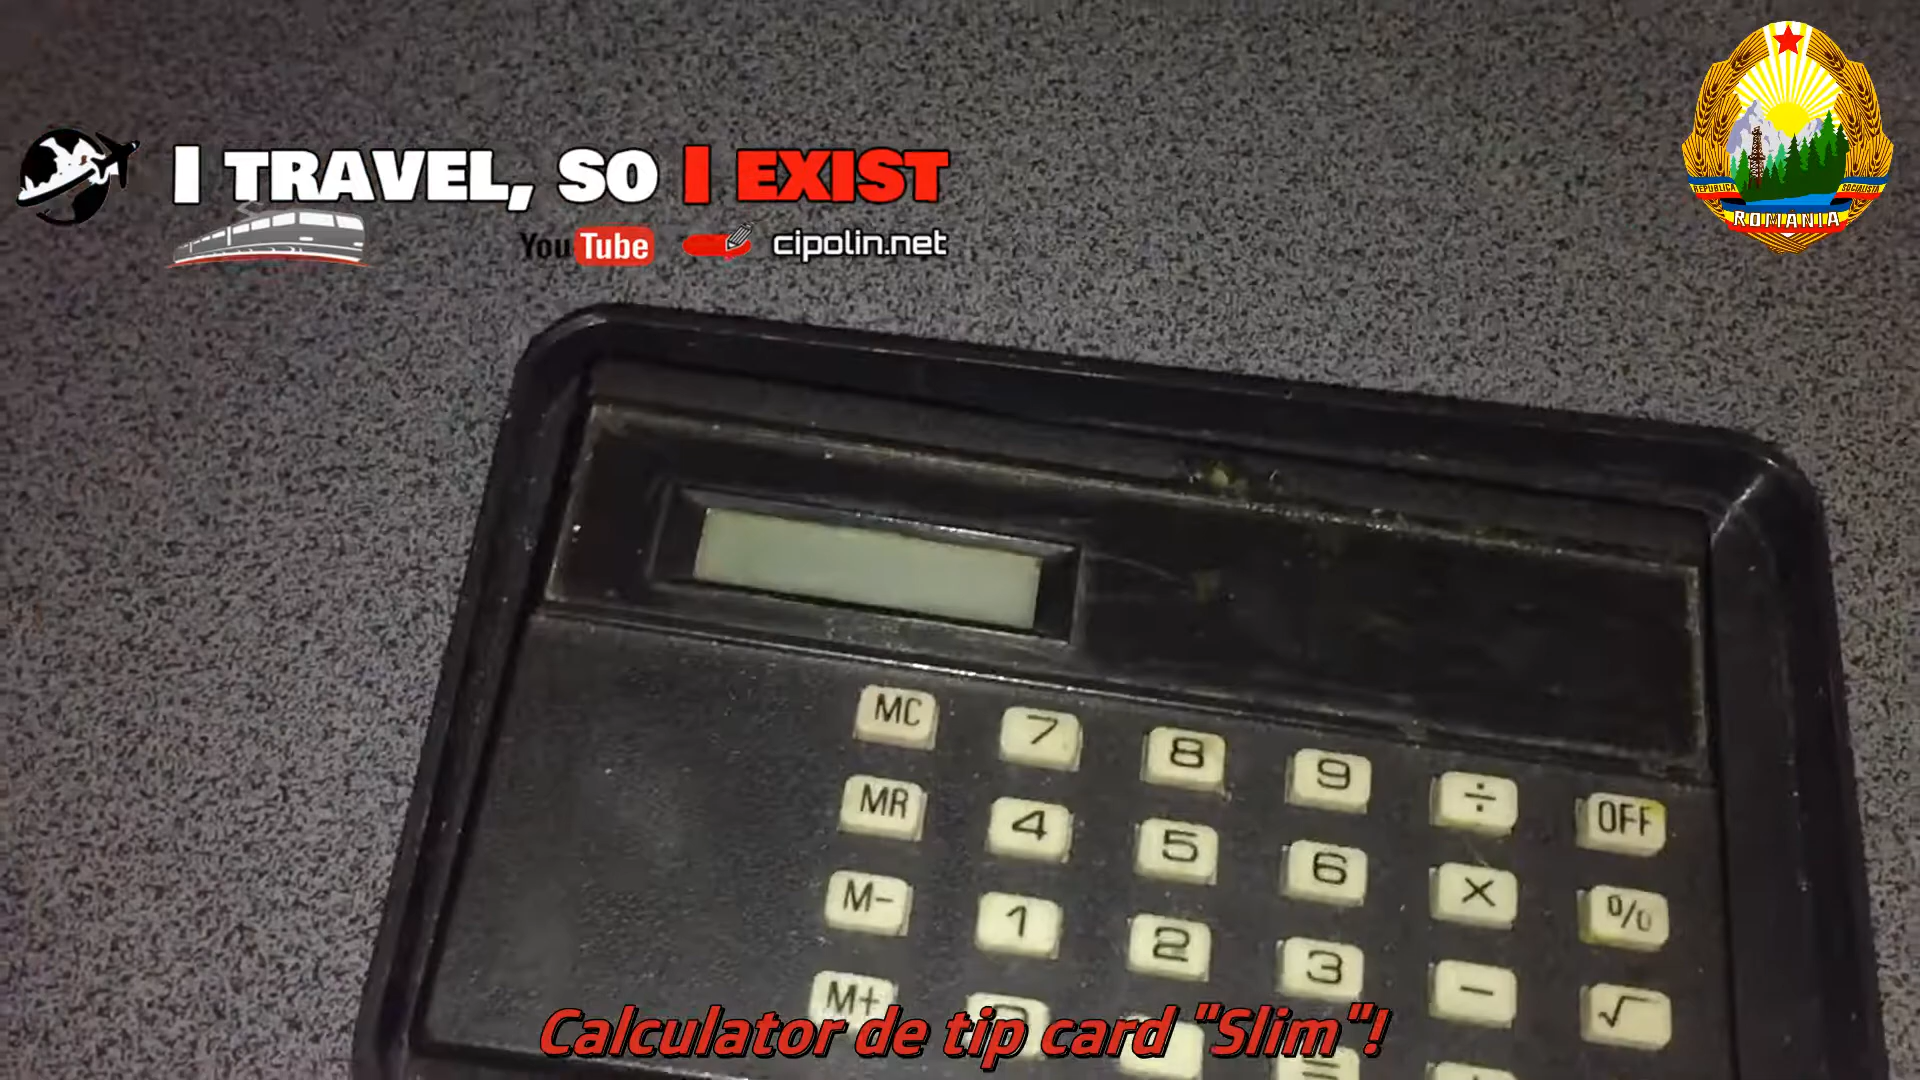 I TRAVEL, SO I EXIST
YouTube cipolin.net
REPUBLICA SOCIALISTA
ROMANIA
MC 7 8 9 ÷ OFF
MR 4 5 6 × %
M- 1 2 3 − √
M+
Calculator de tip card "Slim"!